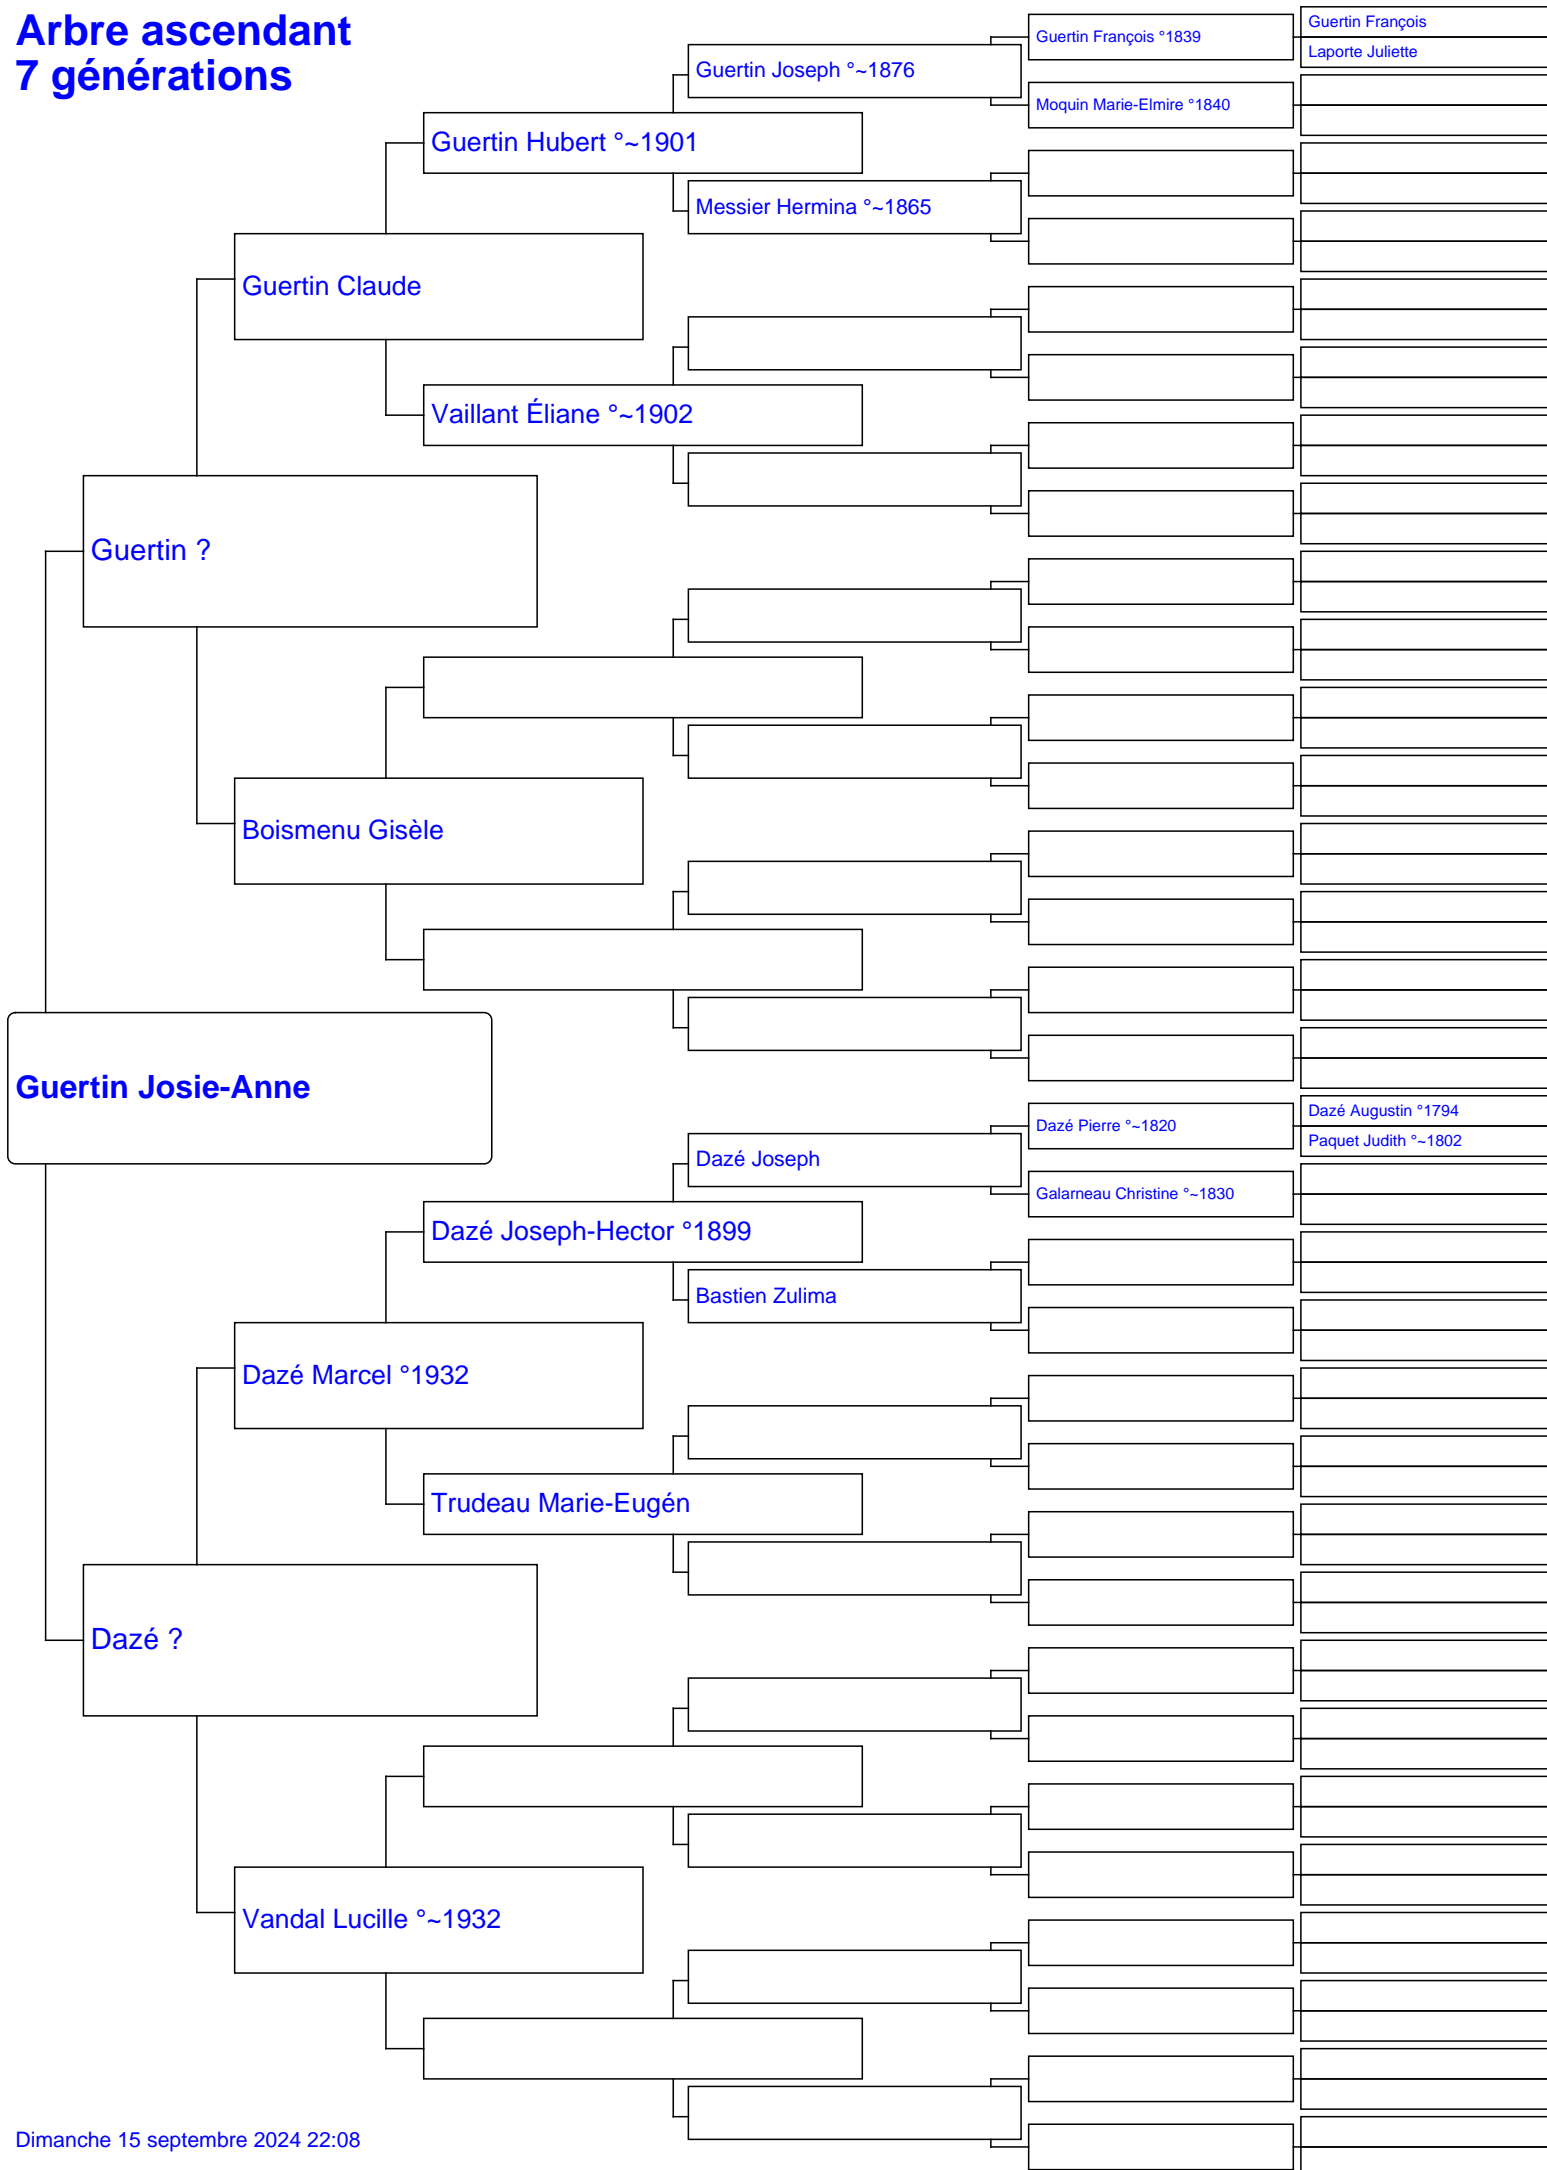 Arbre ascendant
7 générations
Guertin François
Laporte Juliette
Guertin François °1839
Guertin Joseph °~1876
Moquin Marie-Elmire °1840
Guertin Hubert °~1901
Messier Hermina °~1865
Guertin Claude
Vaillant Éliane °~1902
Guertin ?
Boismenu Gisèle
Guertin Josie-Anne
Dazé Augustin °1794
Paquet Judith °~1802
Dazé Pierre °~1820
Dazé Joseph
Galarneau Christine °~1830
Dazé Joseph-Hector °1899
Bastien Zulima
Dazé Marcel °1932
Trudeau Marie-Eugén
Dazé ?
Vandal Lucille °~1932
Dimanche 15 septembre 2024 22:08